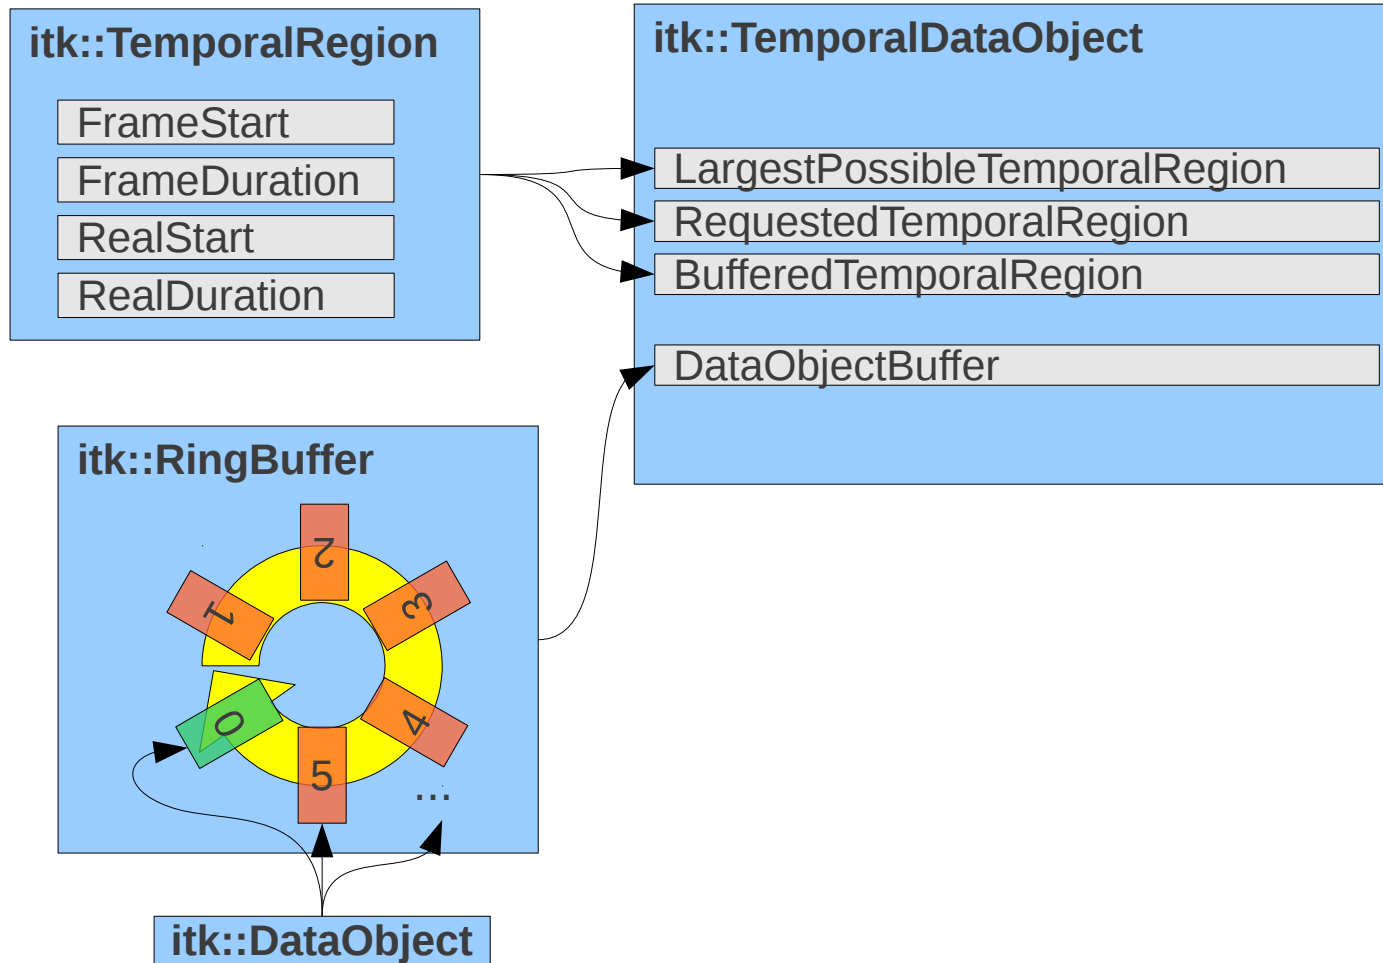 itk::TemporalRegion
FrameStart
FrameDuration
RealStart
RealDuration
itk::TemporalDataObject
LargestPossibleTemporalRegion
RequestedTemporalRegion
BufferedTemporalRegion
DataObjectBuffer
itk::RingBuffer
2
1
3
0
4
5
...
itk::DataObject